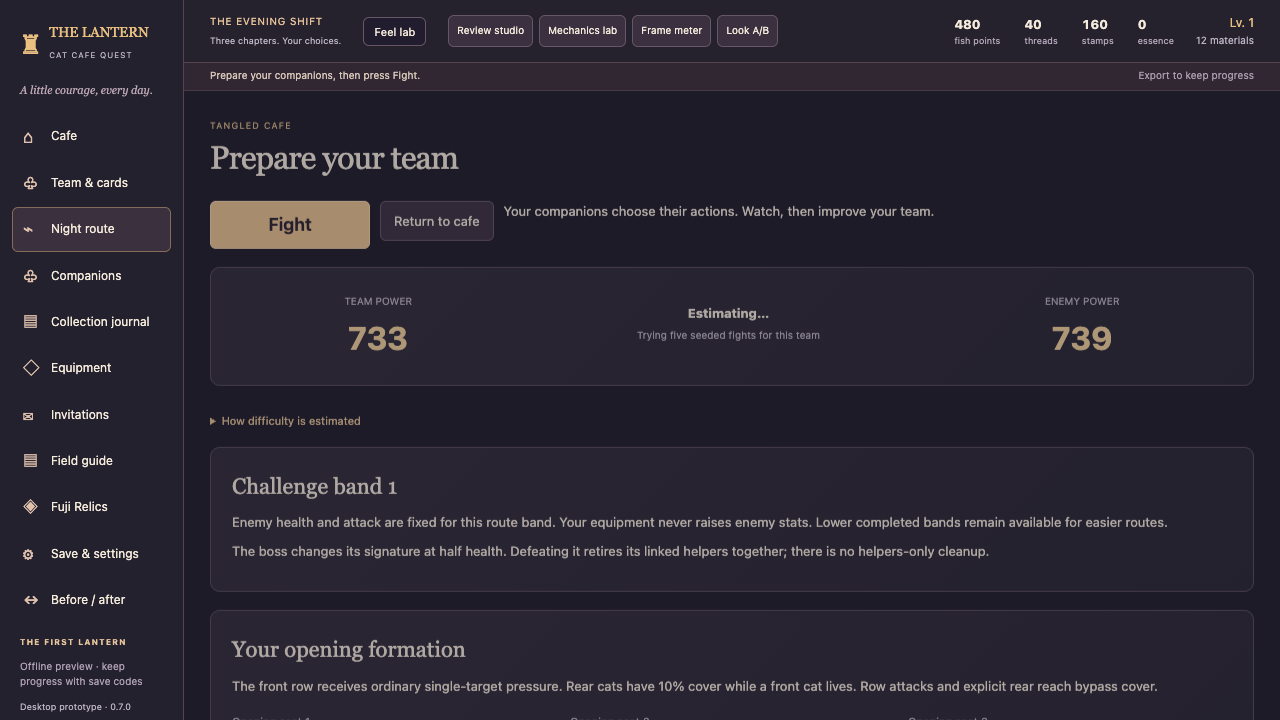 THE LANTERN
CAT CAFE QUEST
A little courage, every day.
Cafe
Team & cards
Night route
Companions
Collection journal
Equipment
Invitations
Field guide
Fuji Relics
Save & settings
Before / after
THE FIRST LANTERN
Offline preview · keep
progress with save codes
Desktop prototype · 0.7.0
THE EVENING SHIFT
Three chapters. Your choices.
Feel lab
Review studio
Mechanics lab
Frame meter
Look A/B
480
fish points
40
threads
160
stamps
0
essence
Lv. 1
12 materials
Prepare your companions, then press Fight.
Export to keep progress
TANGLED CAFE
Prepare your team
Fight
Return to cafe
Your companions choose their actions. Watch, then improve your team.
TEAM POWER
733
Estimating...
Trying five seeded fights for this team
ENEMY POWER
739
How difficulty is estimated
Challenge band 1
Enemy health and attack are fixed for this route band. Your equipment never raises enemy stats. Lower completed bands remain available for easier routes.
The boss changes its signature at half health. Defeating it retires its linked helpers together; there is no helpers-only cleanup.
Your opening formation
The front row receives ordinary single-target pressure. Rear cats have 10% cover while a front cat lives. Row attacks and explicit rear reach bypass cover.